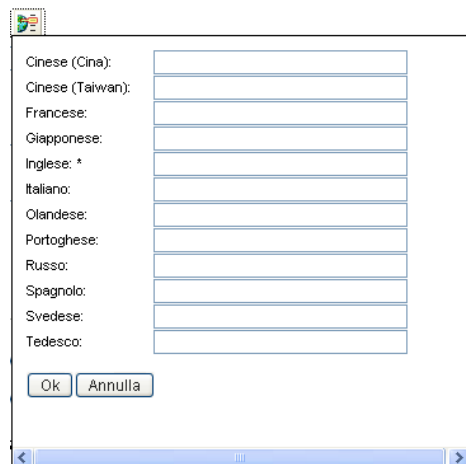 Cinese (Cina):
Cinese (Taiwan):
Francese:
Giapponese:
Inglese: *
Italiano:
Olandese:
Portoghese:
Russo:
Spagnolo:
Svedese:
Tedesco:
Ok Annulla